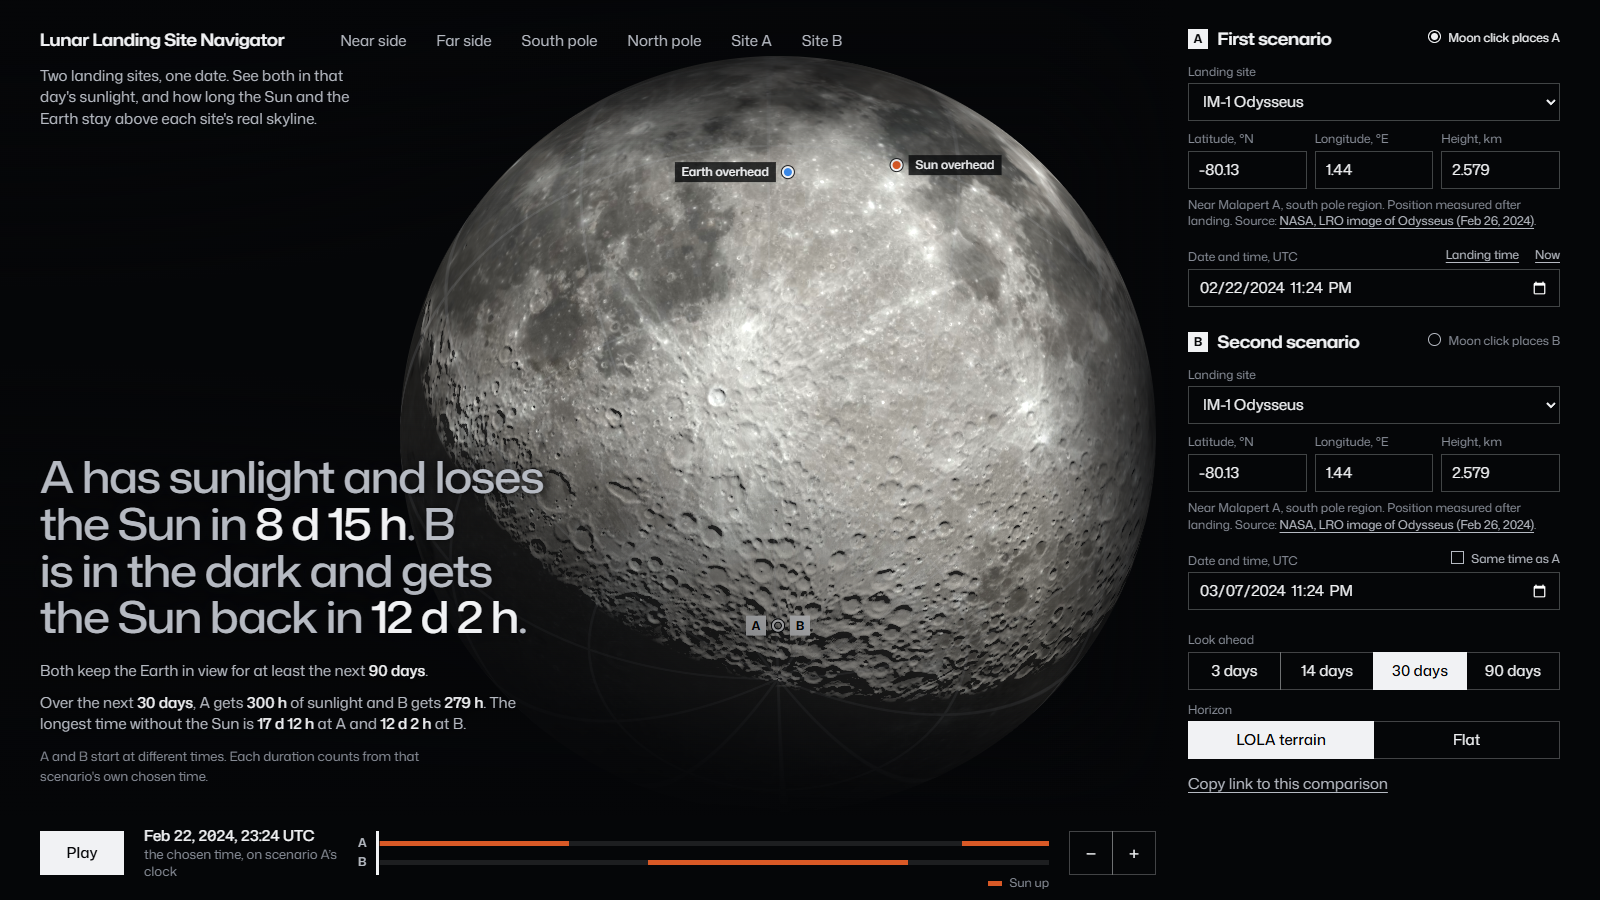 Lunar Landing Site Navigator
Near side Far side South pole North pole Site A Site B
Two landing sites, one date. See both in that
day's sunlight, and how long the Sun and the
Earth stay above each site's real skyline.
Earth overhead
Sun overhead
A has sunlight and loses
the Sun in 8 d 15 h. B
is in the dark and gets
the Sun back in 12 d 2 h.
Both keep the Earth in view for at least the next 90 days.
Over the next 30 days, A gets 300 h of sunlight and B gets 279 h. The
longest time without the Sun is 17 d 12 h at A and 12 d 2 h at B.
A and B start at different times. Each duration counts from that
scenario's own chosen time.
A B
Play
Feb 22, 2024, 23:24 UTC
the chosen time, on scenario A's
clock
A
B
Sun up
− +
A First scenario
Moon click places A
Landing site
IM-1 Odysseus
Latitude, °N Longitude, °E Height, km
-80.13 1.44 2.579
Near Malapert A, south pole region. Position measured after
landing. Source: NASA, LRO image of Odysseus (Feb 26, 2024).
Date and time, UTC Landing time Now
02/22/2024 11:24 PM
B Second scenario
Moon click places B
Landing site
IM-1 Odysseus
Latitude, °N Longitude, °E Height, km
-80.13 1.44 2.579
Near Malapert A, south pole region. Position measured after
landing. Source: NASA, LRO image of Odysseus (Feb 26, 2024).
Date and time, UTC Same time as A
03/07/2024 11:24 PM
Look ahead
3 days 14 days 30 days 90 days
Horizon
LOLA terrain Flat
Copy link to this comparison